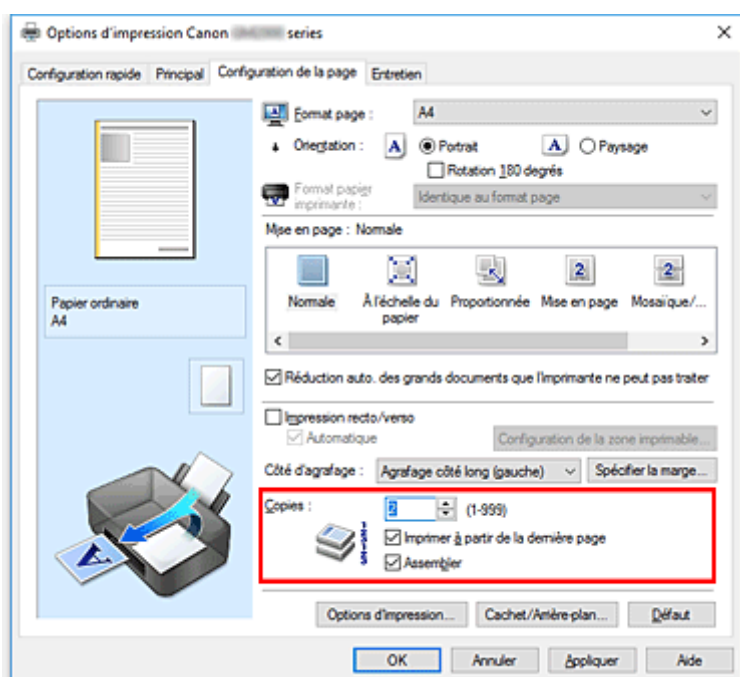 Options d'impression Canon series
Configuration rapide Principal Configuration de la page Entretien
Format page : A4
Orientation : A Portrait A Paysage
Rotation 180 degrés
Format papier
imprimante : Identique au format page
Mise en page : Normale
2 2
Normale À l'échelle du Proportionnée Mise en page Mosaïque/...
papier
Papier ordinaire
A4
Réduction auto. des grands documents que l'imprimante ne peut pas traiter
Impression recto/verso
Automatique Configuration de la zone imprimable...
Côté d'agrafage : Agrafage côté long (gauche) Spécifier la marge...
Copies : 2 (1-999)
Imprimer à partir de la dernière page
Assembler
A
Options d'impression... Cachet/Arrière-plan... Défaut
OK Annuler Appliquer Aide